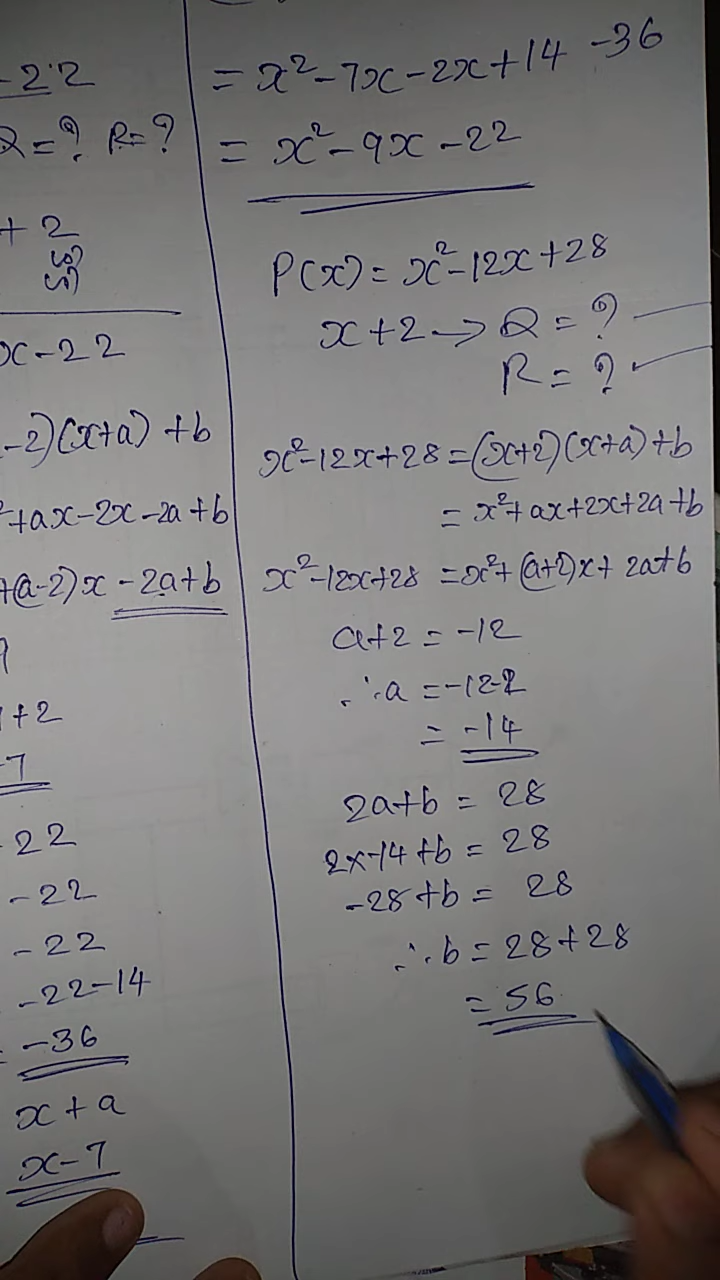 -22
Q=? R=?
+ 2
x-22
-2)(x+a) +b
²+ax-2x-2a+b
+(a-2)x -2a+b
+2
-7
22
-22
-22
-22-14
= -36
x+a
x-7
= x²-7x-2x+14 -36
= x²-9x-22
P(x)= x²-12x+28
x+2 → Q = ?
R = ?
x²-12x+28 =(x+2)(x+a)+b
= x²+ax+2x+2a+b
x²-12x+28 =x²+(a+2)x+ 2a+b
a+2 = -12
∴a =-12-2
= -14
2a+b = 28
2x-14+b = 28
-28+b = 28
∴b = 28+28
= 56